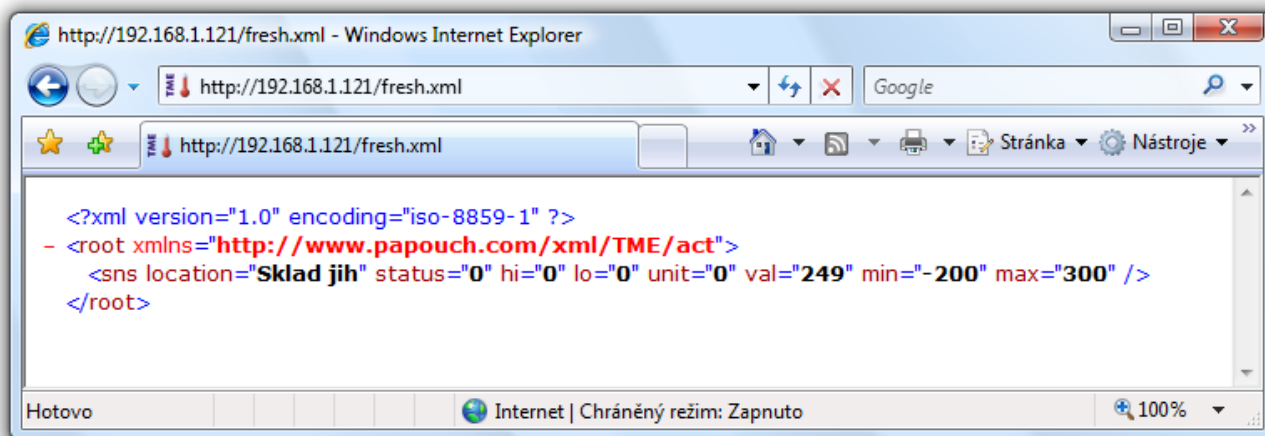 http://192.168.1.121/fresh.xml - Windows Internet Explorer
TME http://192.168.1.121/fresh.xml Google
TME http://192.168.1.121/fresh.xml Stránka Nástroje
<?xml version="1.0" encoding="iso-8859-1" ?>
- <root xmlns="http://www.papouch.com/xml/TME/act">
<sns location="Sklad jih" status="0" hi="0" lo="0" unit="0" val="249" min="-200" max="300" />
</root>
Hotovo Internet | Chráněný režim: Zapnuto 100%